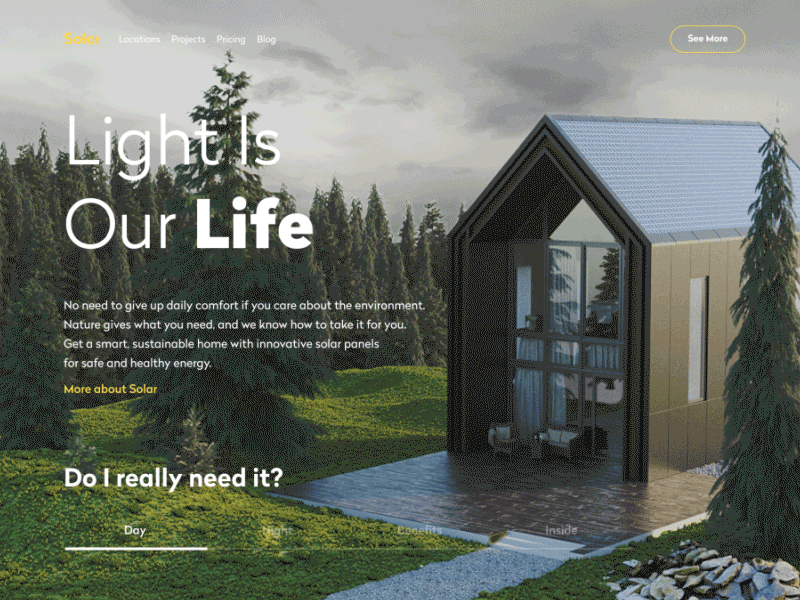 Solar
Locations Projects Pricing Blog
See More
Light Is
Our Life
No need to give up daily comfort if you care about the environment.
Nature gives what you need, and we know how to take it for you.
Get a smart, sustainable home with innovative solar panels
for safe and healthy energy.
More about Solar
Do I really need it?
Day Night Benefits Inside